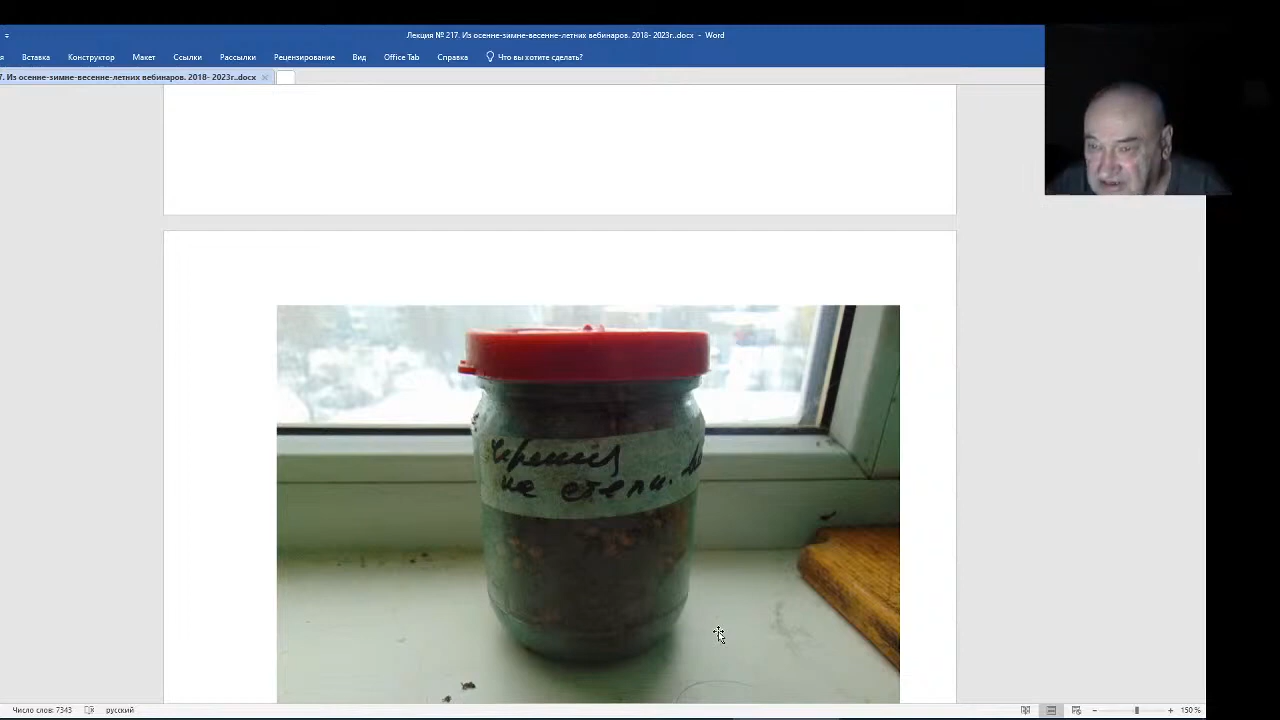 Лекция № 217. Из осенне-зимне-весенне-летних вебинаров. 2018- 2023г..docx - Word
я Вставка Конструктор Макет Ссылки Рассылки Рецензирование Вид Office Tab Справка Что вы хотите сделать?
7. Из осенне-зимне-весенне-летних вебинаров. 2018- 2023г..docx
Черешня
не стели.
Число слов: 7343 русский 150 %